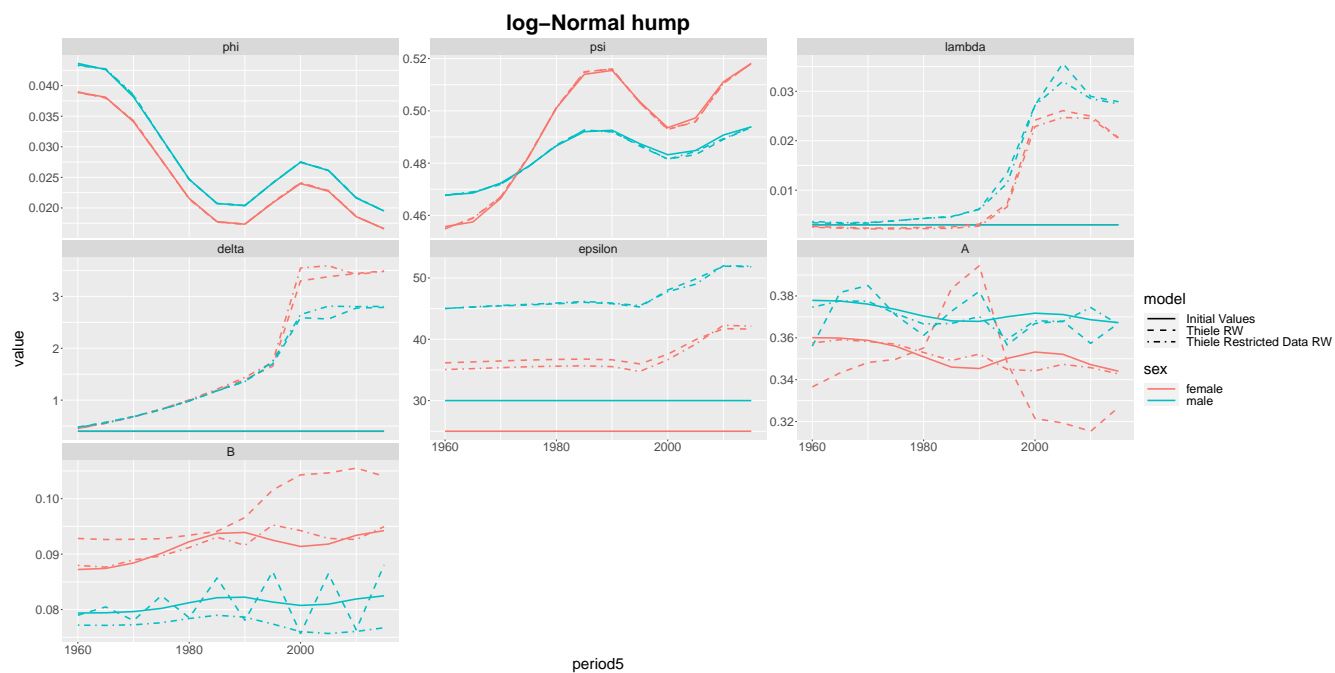 log−Normal hump
phi
psi
lambda
0.040
0.035
0.030
0.025
0.020
0.52
0.50
0.48
0.46
0.03
0.02
0.01
delta
epsilon
A
3
2
1
50
40
30
0.38
0.36
0.34
0.32
1960
1980
2000
1960
1980
2000
B
0.10
0.09
0.08
1960
1980
2000
value
period5
model
Initial Values
Thiele RW
Thiele Restricted Data RW
sex
female
male